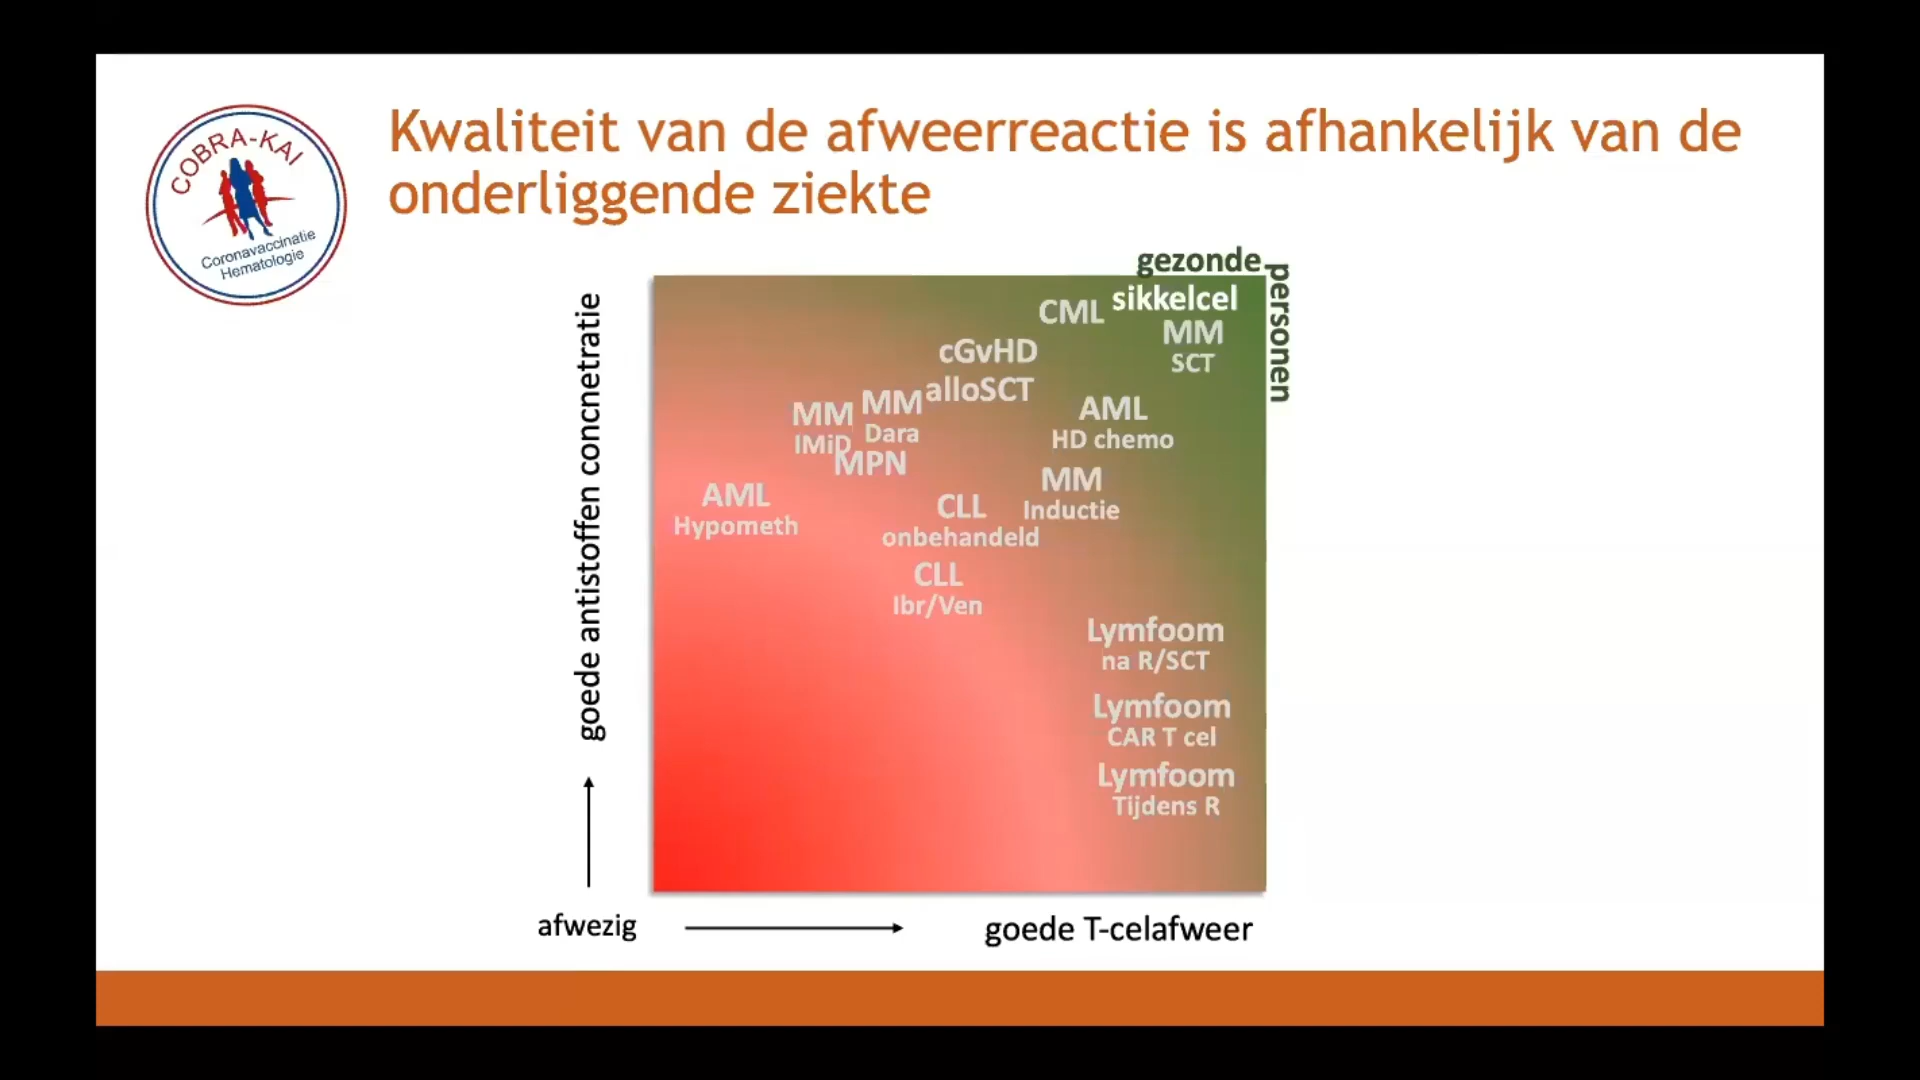 COBRA-KAI
Coronavaccinatie
Hematologie
Kwaliteit van de afweerreactie is afhankelijk van de
onderliggende ziekte
gezonde
personen
sikkelcel
CML
MM
SCT
cGvHD
alloSCT
MM
Dara
MM
IMiD
MPN
AML
HD chemo
MM
Inductie
AML
Hypometh
CLL
onbehandeld
CLL
Ibr/Ven
Lymfoom
na R/SCT
Lymfoom
CAR T cel
Lymfoom
Tijdens R
goede antistoffen concnetratie
afwezig
goede T-celafweer